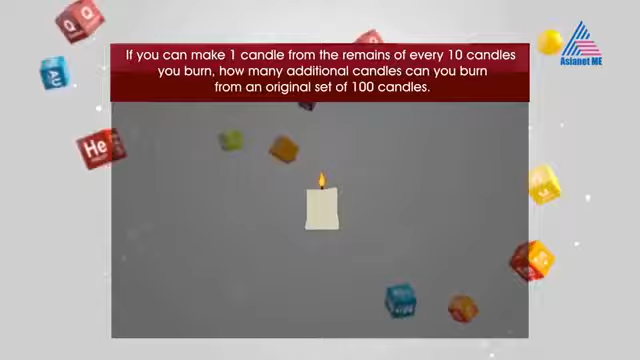 If you can make 1 candle from the remains of every 10 candles
you burn, how many additional candles can you burn
from an original set of 100 candles.
Asianet ME
Q
Q
AU
He